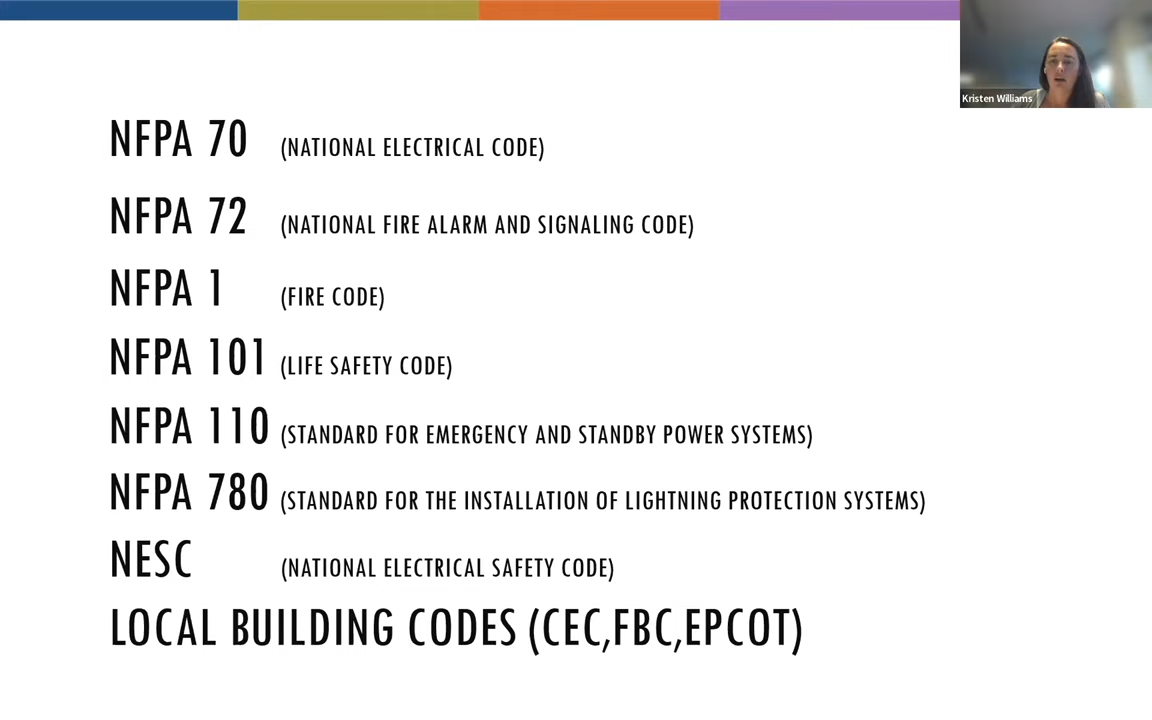 Kristen Williams
NFPA 70 (NATIONAL ELECTRICAL CODE)
NFPA 72 (NATIONAL FIRE ALARM AND SIGNALING CODE)
NFPA 1 (FIRE CODE)
NFPA 101 (LIFE SAFETY CODE)
NFPA 110 (STANDARD FOR EMERGENCY AND STANDBY POWER SYSTEMS)
NFPA 780 (STANDARD FOR THE INSTALLATION OF LIGHTNING PROTECTION SYSTEMS)
NESC (NATIONAL ELECTRICAL SAFETY CODE)
LOCAL BUILDING CODES (CEC,FBC,EPCOT)